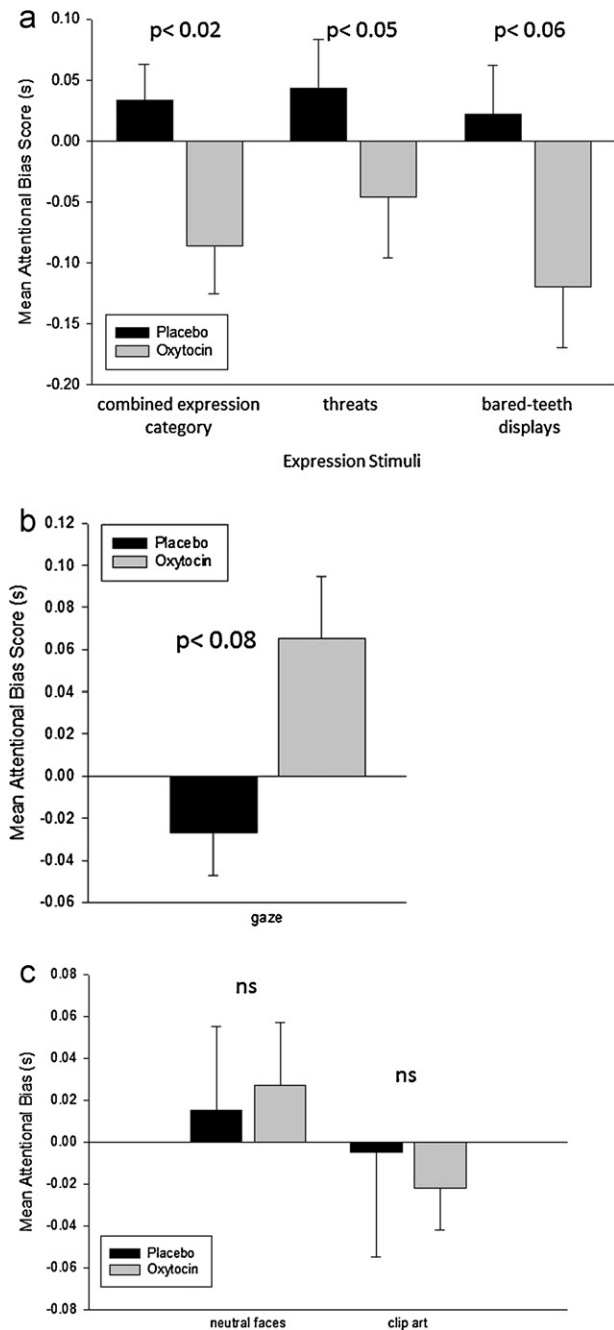 a
p< 0.02 p< 0.05 p< 0.06
0.05
0.00
-0.05
-0.10
-0.15
-0.20
Mean Attentional Bias Score (s)
Placebo
Oxytocin
combined expression category
threats
bared-teeth displays
Expression Stimuli
b
0.12
0.10
0.08
0.06
0.04
0.02
0.00
-0.02
-0.04
-0.06
Mean Attentional Bias Score (s)
Placebo
Oxytocin
p< 0.08
gaze
c
0.08
0.06
0.04
0.02
0.00
-0.02
-0.04
-0.06
-0.08
Mean Attentional Bias (s)
ns
ns
Placebo
Oxytocin
neutral faces clip art